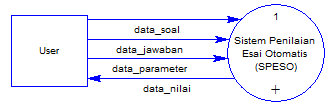 User
data_soal
data_jawaban
data_parameter
data_nilai
1
Sistem Penilaian
Esai Otomatis
(SPESO)
+